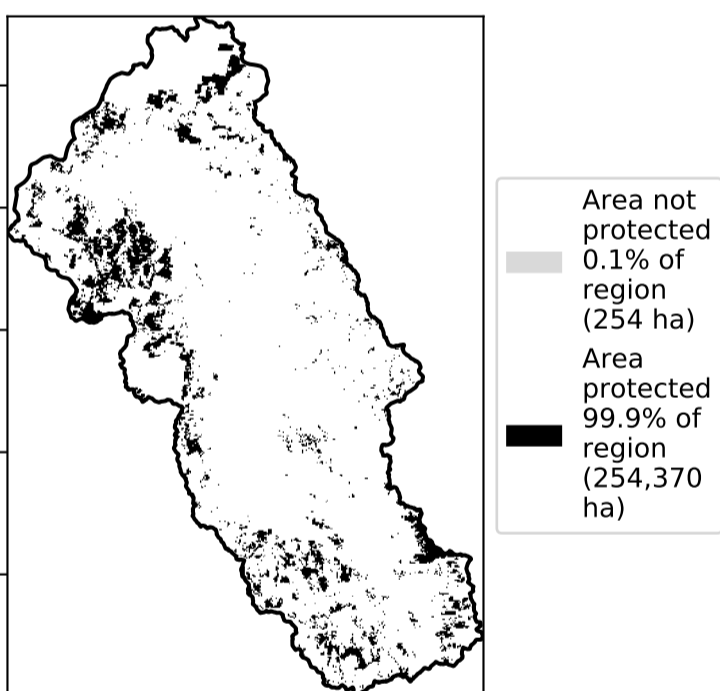 Area not
protected
0.1% of
region
(254 ha)
Area
protected
99.9% of
region
(254,370
ha)